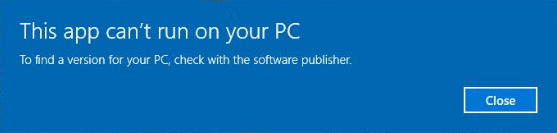 This app can’t run on your PC
To find a version for your PC, check with the software publisher.
Close